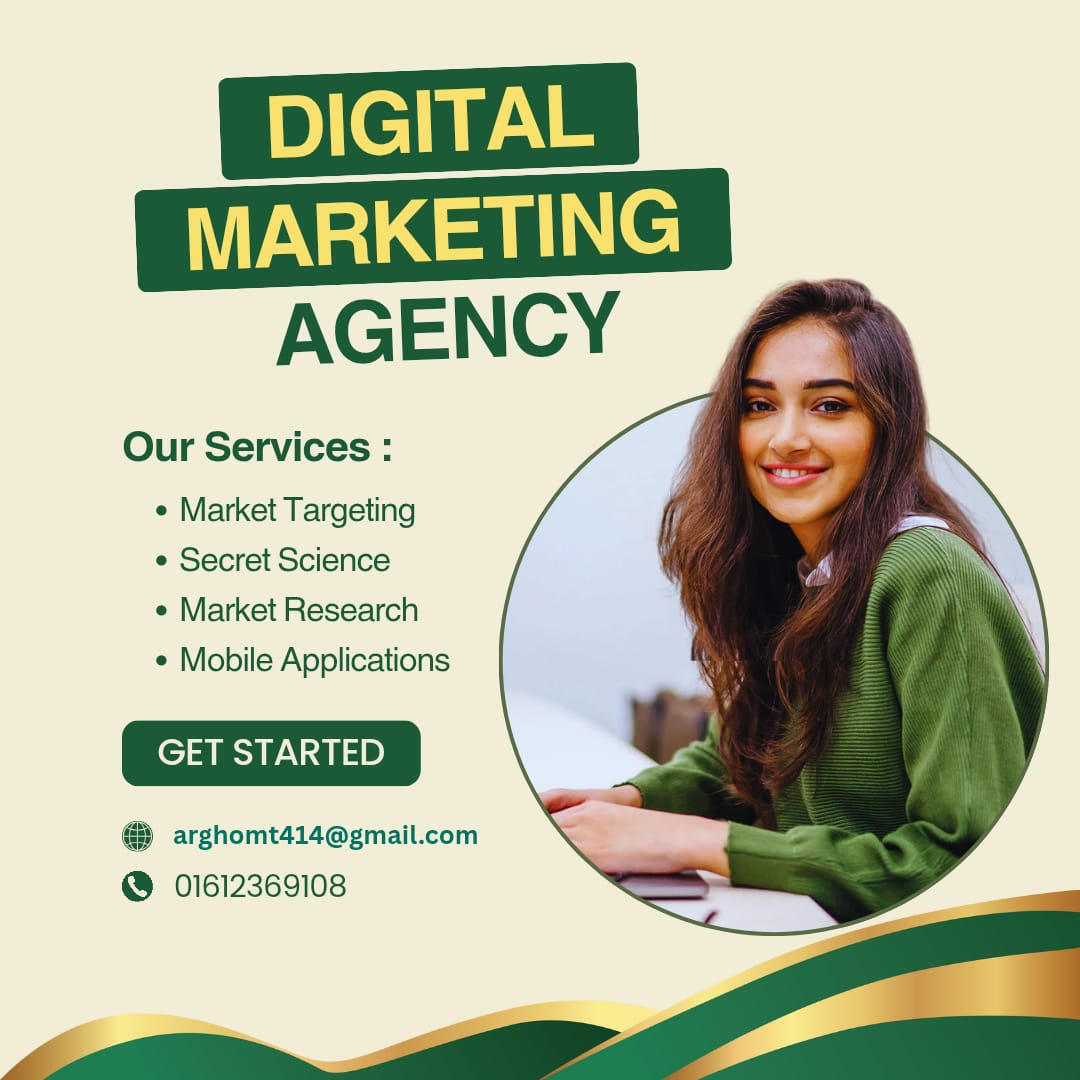 DIGITAL
MARKETING
AGENCY
Our Services :
• Market Targeting
• Secret Science
• Market Research
• Mobile Applications
GET STARTED
arghomt414@gmail.com
01612369108